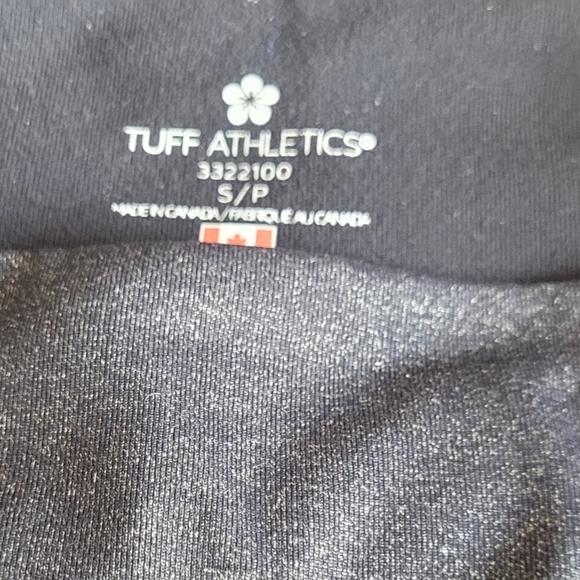 TUFF ATHLETICS®
3322100
S/P
MADE IN CANADA/FABRIQUÉ AU CANADA